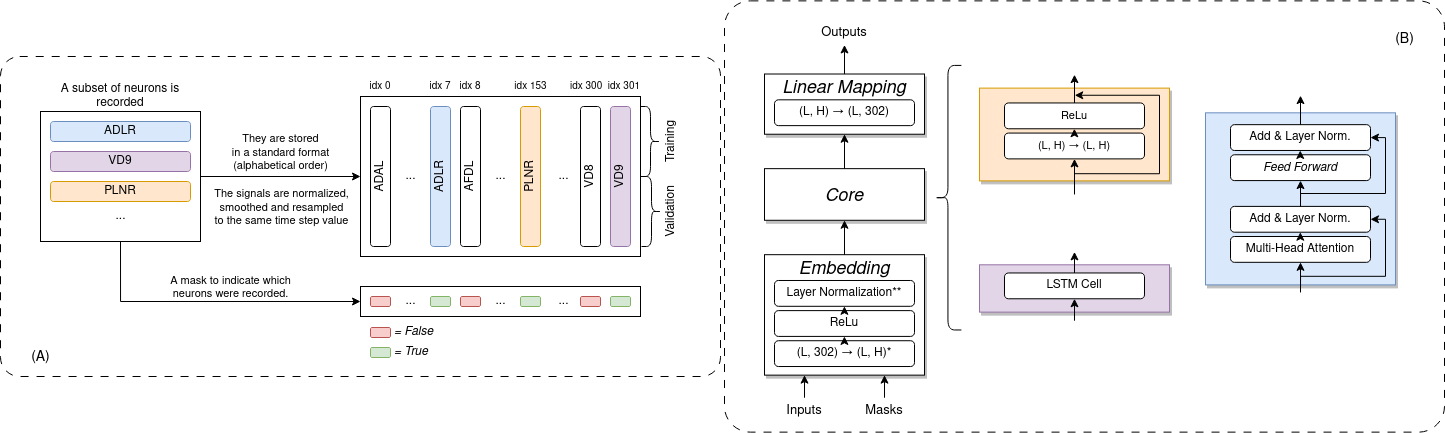 A subset of neurons is
recorded
ADLR
VD9
PLNR
...
They are stored
in a standard format
(alphabetical order)
The signals are normalized,
smoothed and resampled
to the same time step value
A mask to indicate which
neurons were recorded.
idx 0
idx 7
idx 8
idx 153
idx 300
idx 301
ADAL
...
ADLR
AFDL
...
PLNR
...
VD8
VD9
Training
Validation
...
...
...
= False
= True
(A)
Outputs
Linear Mapping
(L, H) → (L, 302)
Core
Embedding
Layer Normalization**
ReLu
(L, 302) → (L, H)*
Inputs
Masks
ReLu
(L, H) → (L, H)
LSTM Cell
Add & Layer Norm.
Feed Forward
Add & Layer Norm.
Multi-Head Attention
(B)